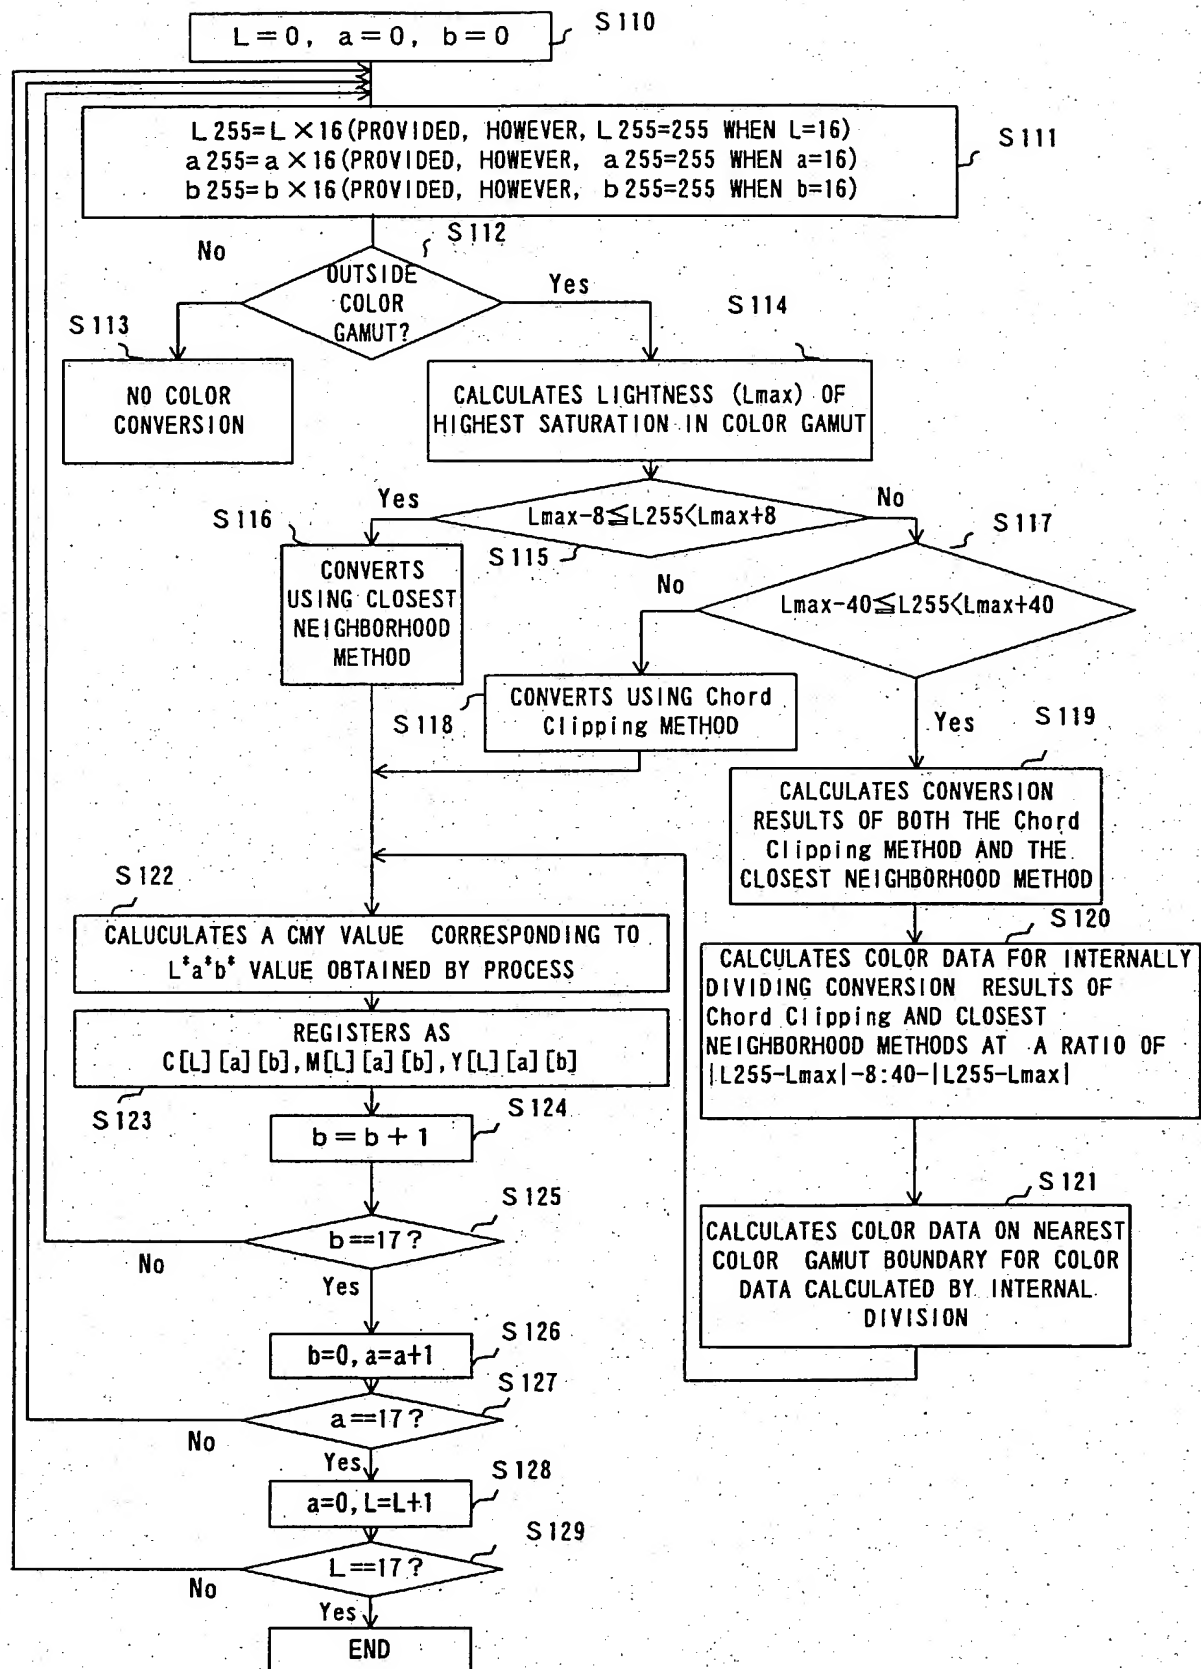 L=0, a=0, b=0
S110
L255=L×16(PROVIDED, HOWEVER, L255=255 WHEN L=16)
a255=a×16(PROVIDED, HOWEVER, a255=255 WHEN a=16)
b255=b×16(PROVIDED, HOWEVER, b255=255 WHEN b=16)
S111
S112
No
OUTSIDE
COLOR
GAMUT?
Yes
S113
NO COLOR
CONVERSION
S114
CALCULATES LIGHTNESS (Lmax) OF
HIGHEST SATURATION IN COLOR GAMUT
Yes
Lmax-8≦L255<Lmax+8
No
S115
S116
CONVERTS
USING CLOSEST
NEIGHBORHOOD
METHOD
S117
No
Lmax-40≦L255<Lmax+40
Yes
S118
CONVERTS USING Chord
Clipping METHOD
S119
CALCULATES CONVERSION
RESULTS OF BOTH THE Chord
Clipping METHOD AND THE
CLOSEST NEIGHBORHOOD METHOD
S120
CALCULATES COLOR DATA FOR INTERNALLY
DIVIDING CONVERSION RESULTS OF
Chord Clipping AND CLOSEST
NEIGHBORHOOD METHODS AT A RATIO OF
|L255-Lmax|-8:40-|L255-Lmax|
S121
CALCULATES COLOR DATA ON NEAREST
COLOR GAMUT BOUNDARY FOR COLOR
DATA CALCULATED BY INTERNAL
DIVISION
S122
CALUCULATES A CMY VALUE CORRESPONDING TO
L*a*b* VALUE OBTAINED BY PROCESS
REGISTERS AS
C[L][a][b],M[L][a][b],Y[L][a][b]
S123
S124
b=b+1
S125
b==17?
No
Yes
S126
b=0,a=a+1
S127
a==17?
No
Yes
S128
a=0,L=L+1
S129
L==17?
No
Yes
END